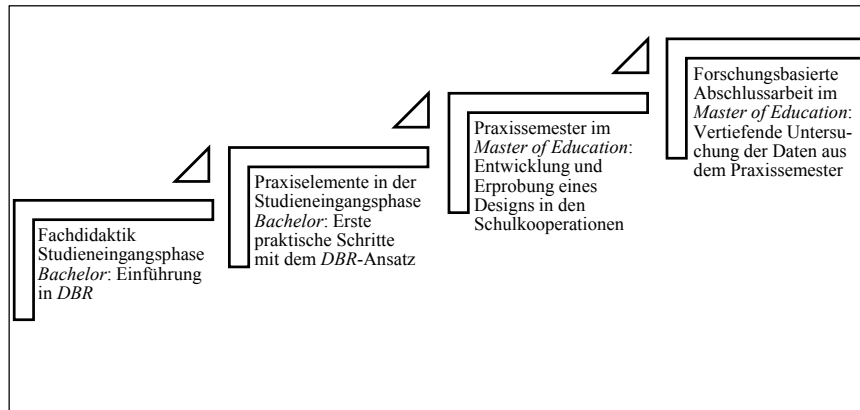 Fachdidaktik
Studieneingangsphase
Bachelor: Einführung
in DBR
Praxiselemente in der
Studieneingangsphase
Bachelor: Erste
praktische Schritte
mit dem DBR-Ansatz
Praxissemester im
Master of Education:
Entwicklung und
Erprobung eines
Designs in den
Schulkooperationen
Forschungsbasierte
Abschlussarbeit im
Master of Education:
Vertiefende Untersu-
chung der Daten aus
dem Praxissemester